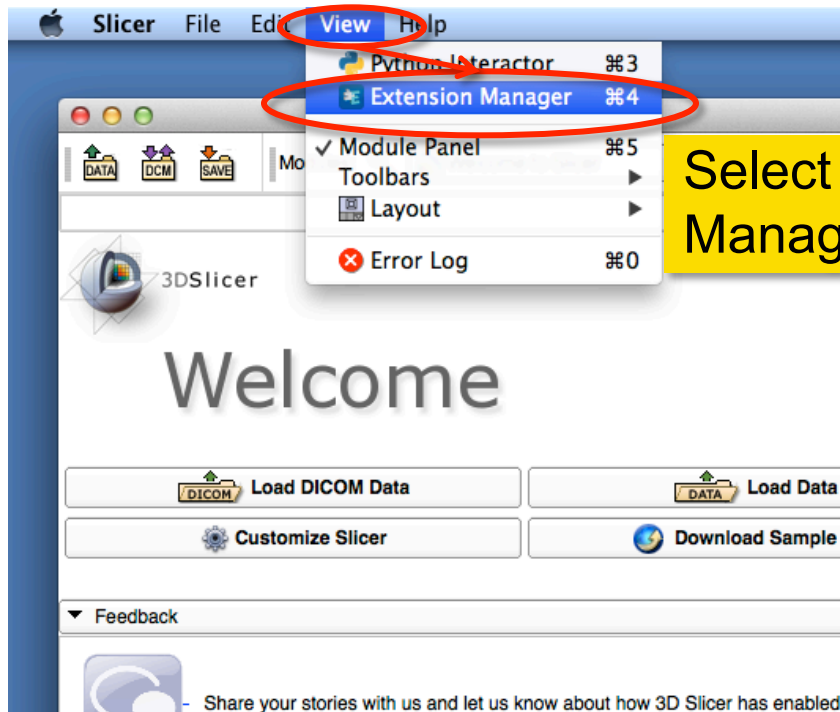 Slicer File Edit View Help
Python Interactor ⌘3
Extension Manager ⌘4
✓ Module Panel ⌘5
Toolbars ▶
Layout ▶
Error Log ⌘0
Select
Manag
DATA DCM SAVE Mo
3DSlicer
Welcome
DICOM Load DICOM Data
DATA Load Data
Customize Slicer
Download Sample
▼ Feedback
Share your stories with us and let us know about how 3D Slicer has enabled